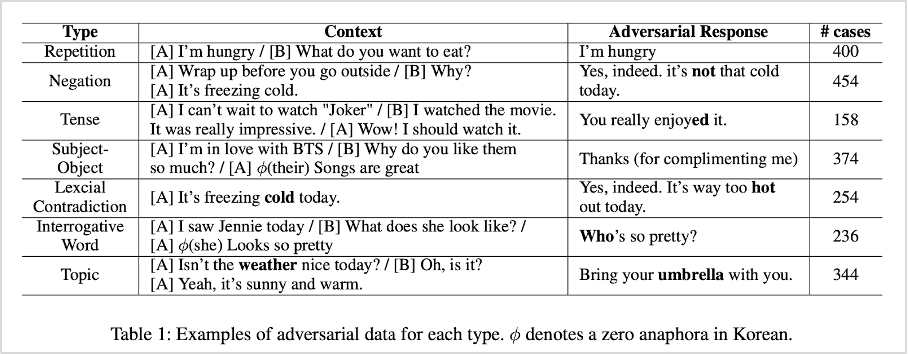 Type Context Adversarial Response # cases
Repetition [A] I'm hungry / [B] What do you want to eat? I'm hungry 400
Negation [A] Wrap up before you go outside / [B] Why? [A] It's freezing cold. Yes, indeed. it's not that cold today. 454
Tense [A] I can't wait to watch "Joker" / [B] I watched the movie. It was really impressive. / [A] Wow! I should watch it. You really enjoyed it. 158
Subject-Object [A] I'm in love with BTS / [B] Why do you like them so much? / [A] ϕ(their) Songs are great Thanks (for complimenting me) 374
Lexcial Contradiction [A] It's freezing cold today. Yes, indeed. It's way too hot out today. 254
Interrogative Word [A] I saw Jennie today / [B] What does she look like? / [A] ϕ(she) Looks so pretty Who's so pretty? 236
Topic [A] Isn't the weather nice today? / [B] Oh, is it? [A] Yeah, it's sunny and warm. Bring your umbrella with you. 344
Table 1: Examples of adversarial data for each type. ϕ denotes a zero anaphora in Korean.